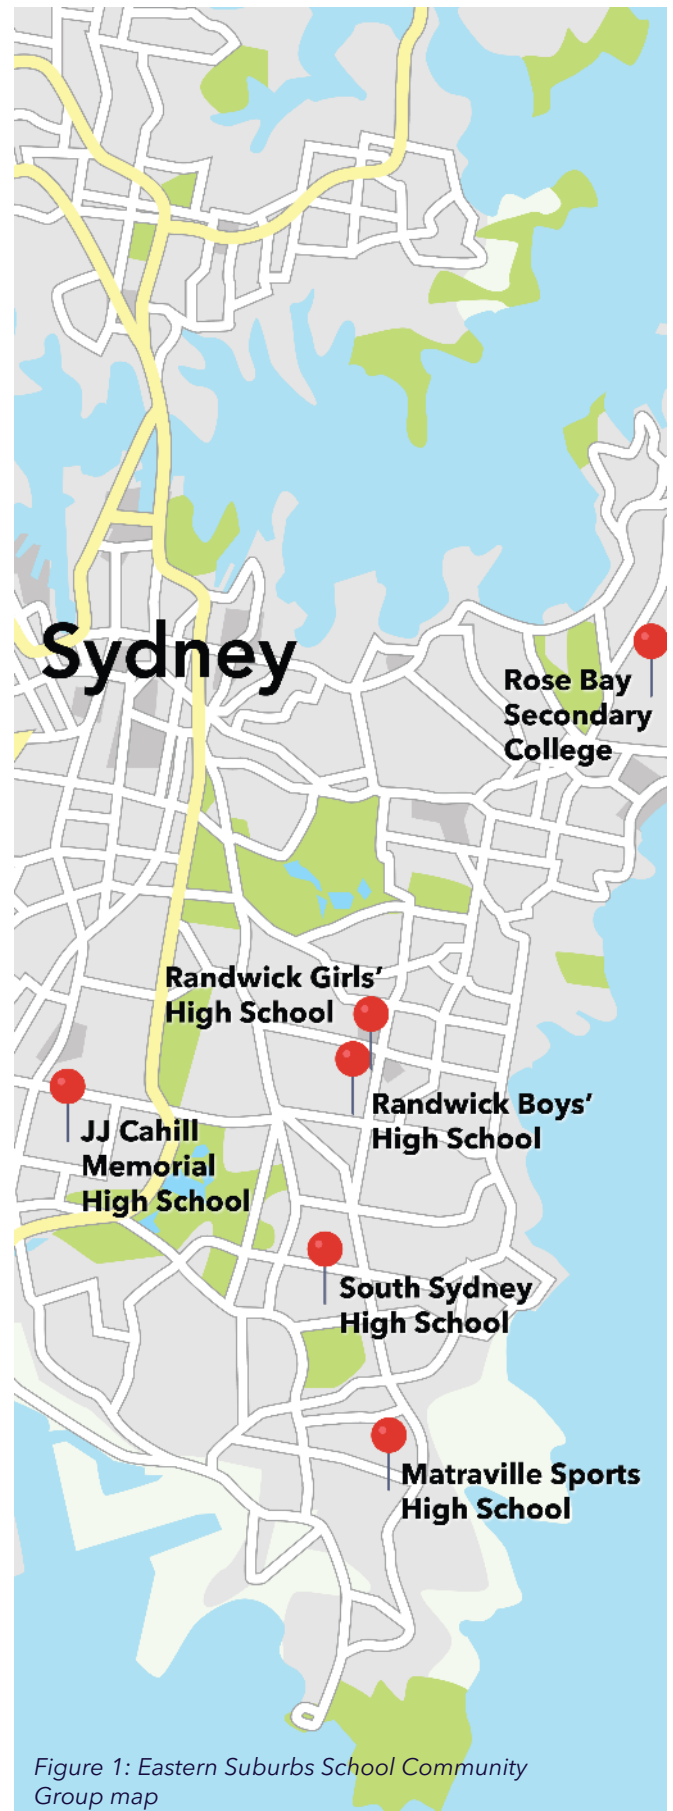 Sydney
Rose Bay
Secondary
College
Randwick Girls’
High School
Randwick Boys’
High School
JJ Cahill
Memorial
High School
South Sydney
High School
Matraville Sports
High School
Figure 1: Eastern Suburbs School Community
Group map